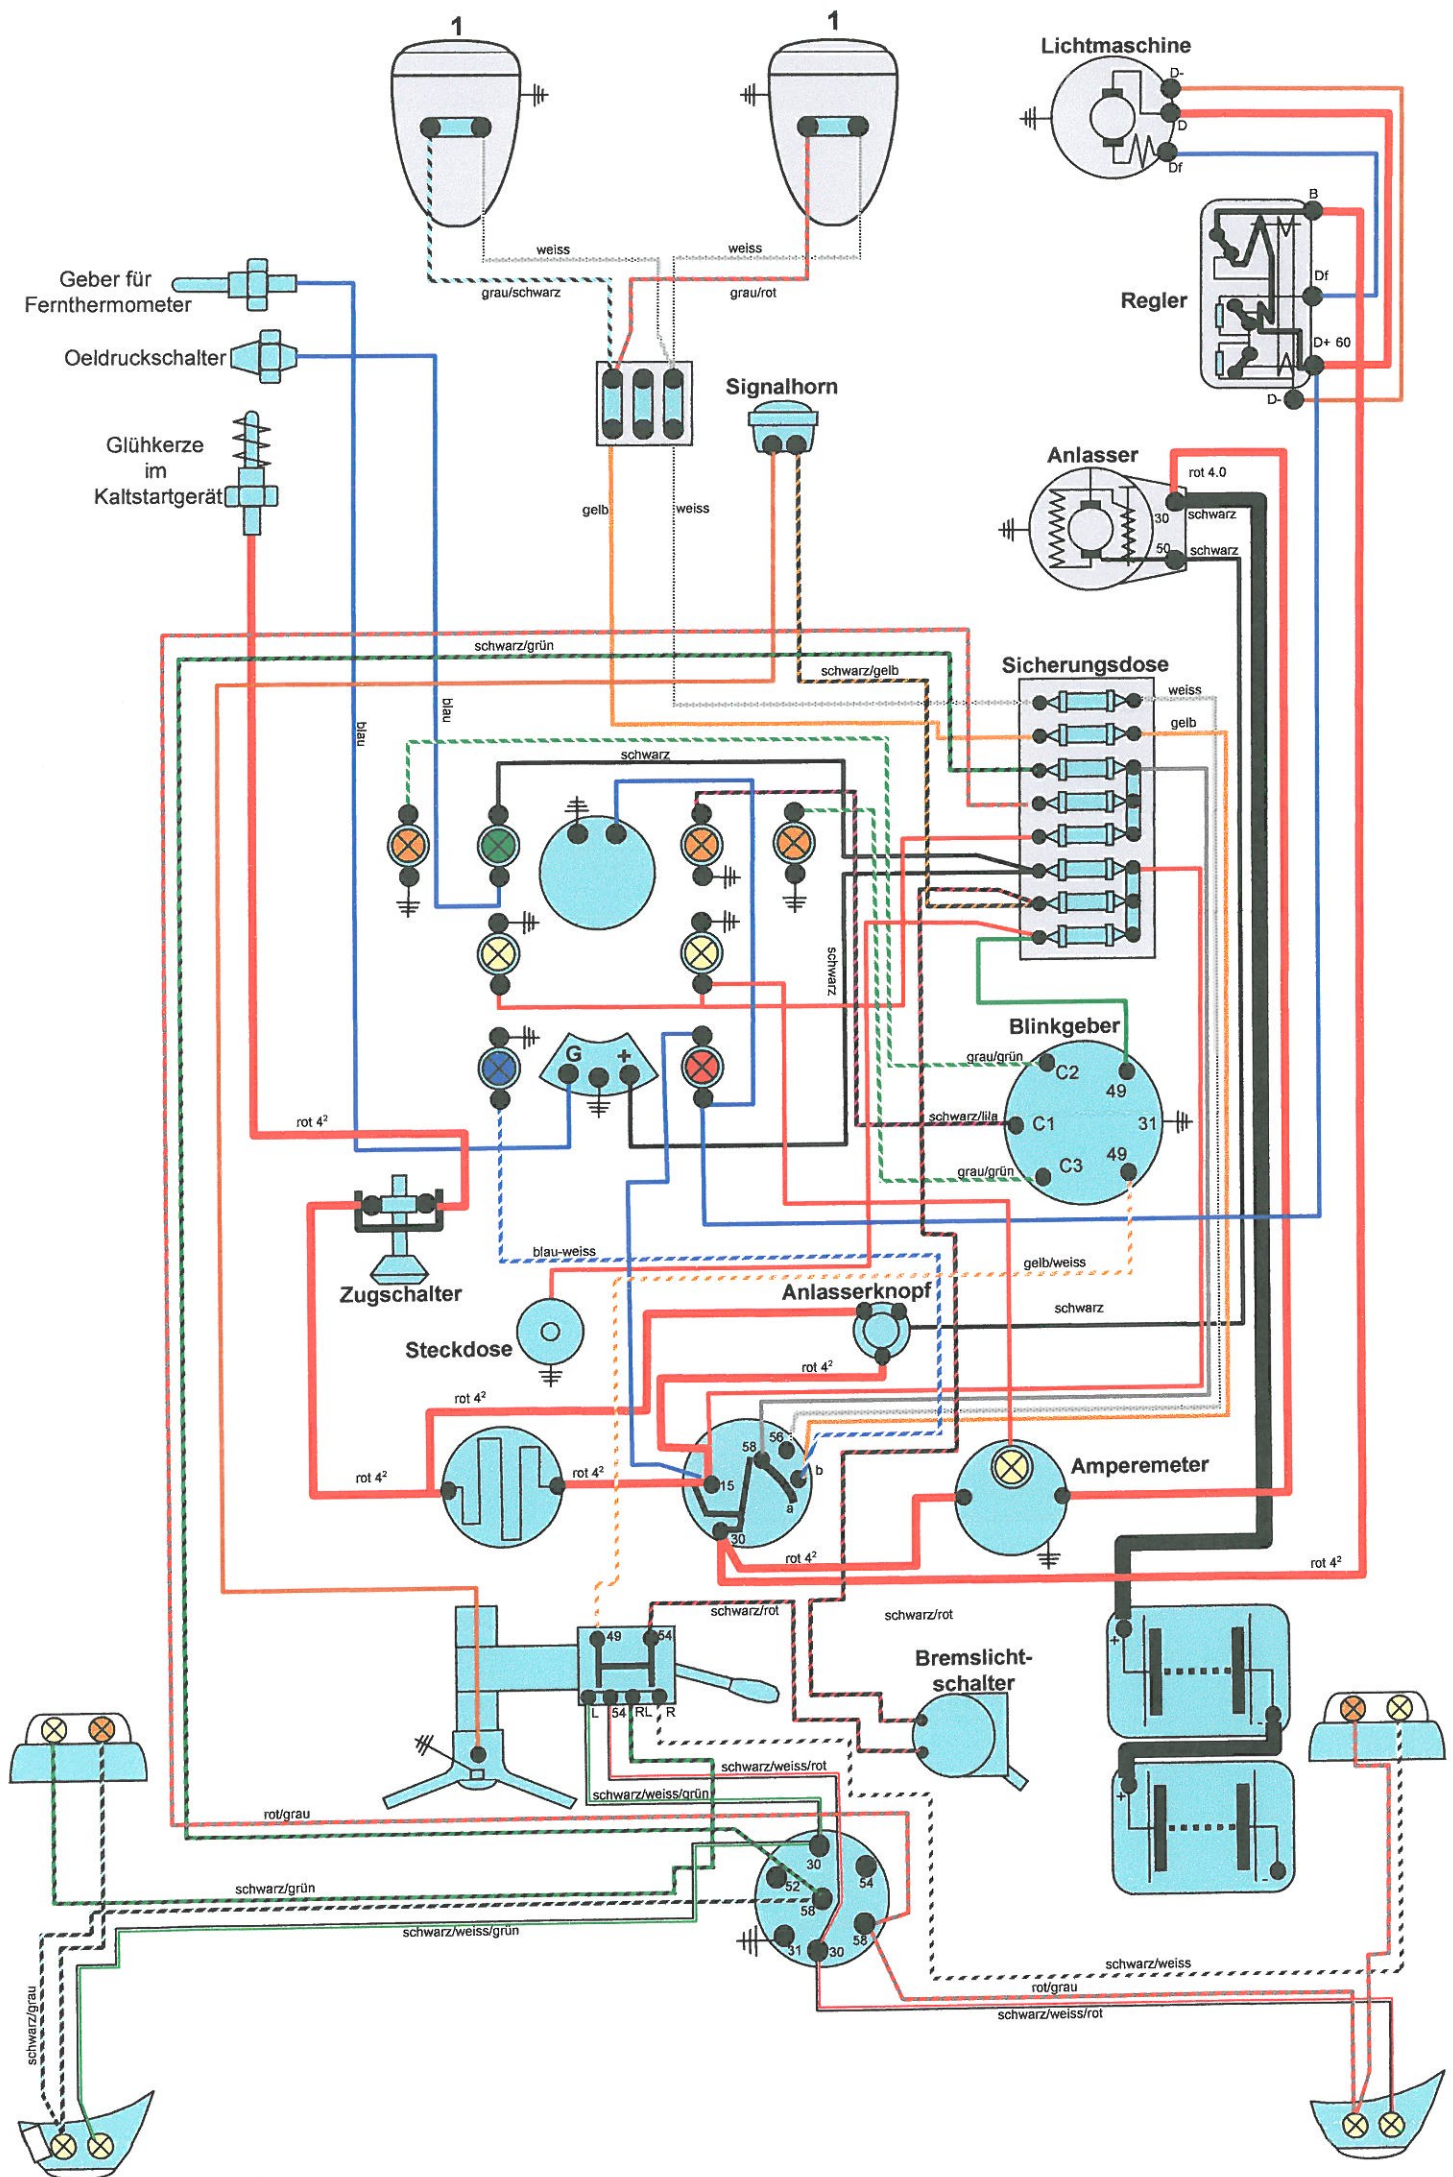 1
1
Lichtmaschine
D-
D
Df
B
Geber für
Fernthermometer
weiss
weiss
grau/schwarz
grau/rot
Df
Regler
D+ 60
D-
Oeldruckschalter
Signalhorn
Glühkerze
im
Kaltstartgerät
Anlasser
rot 4.0
30
schwarz
50
schwarz
gelb
weiss
schwarz/grün
schwarz/gelb
Sicherungsdose
weiss
gelb
blau
blau
schwarz
schwarz
Blinkgeber
G
+
grau/grün
C2
49
schwarz/lila
C1
31
grau/grün
C3
49
rot 4²
blau-weiss
gelb/weiss
Zugschalter
Anlasserknopf
schwarz
Steckdose
rot 4²
rot 4²
56
58
b
a
15
30
rot 4²
rot 4²
Amperemeter
rot 4²
rot 4²
schwarz/rot
schwarz/rot
49
54
Bremslicht-
schalter
+
-
L
54
RL
R
schwarz/weiss/rot
schwarz/weiss/grün
+
-
rot/grau
30
54
52
58
58
31
30
schwarz/grün
schwarz/weiss/grün
schwarz/weiss
rot/grau
schwarz/weiss/rot
schwarz/grau